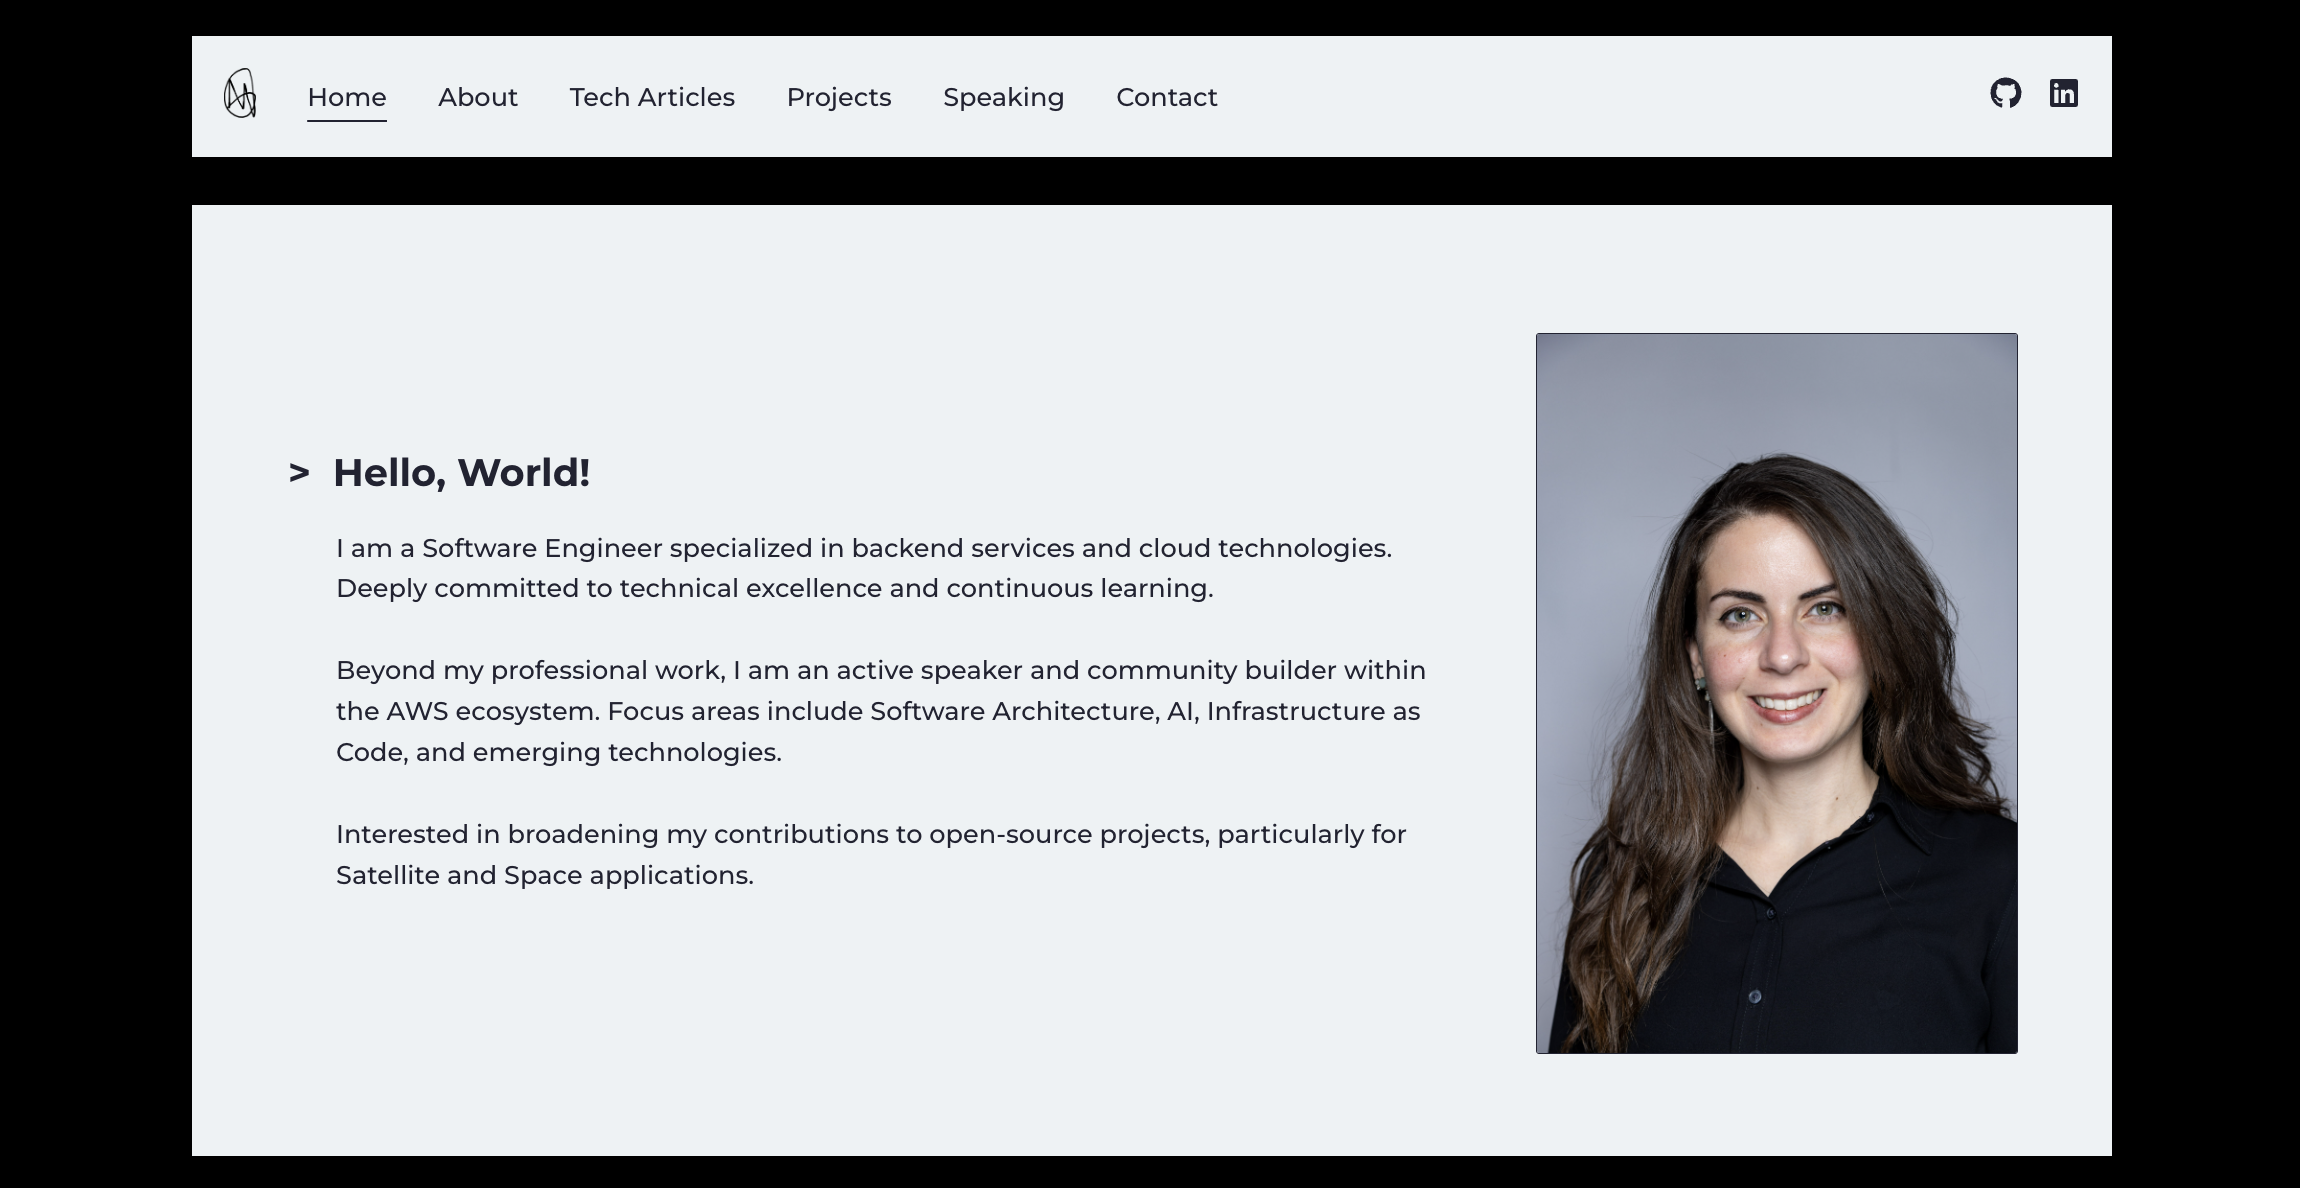 Home About Tech Articles Projects Speaking Contact
> Hello, World!
I am a Software Engineer specialized in backend services and cloud technologies.
Deeply committed to technical excellence and continuous learning.
Beyond my professional work, I am an active speaker and community builder within
the AWS ecosystem. Focus areas include Software Architecture, AI, Infrastructure as
Code, and emerging technologies.
Interested in broadening my contributions to open-source projects, particularly for
Satellite and Space applications.